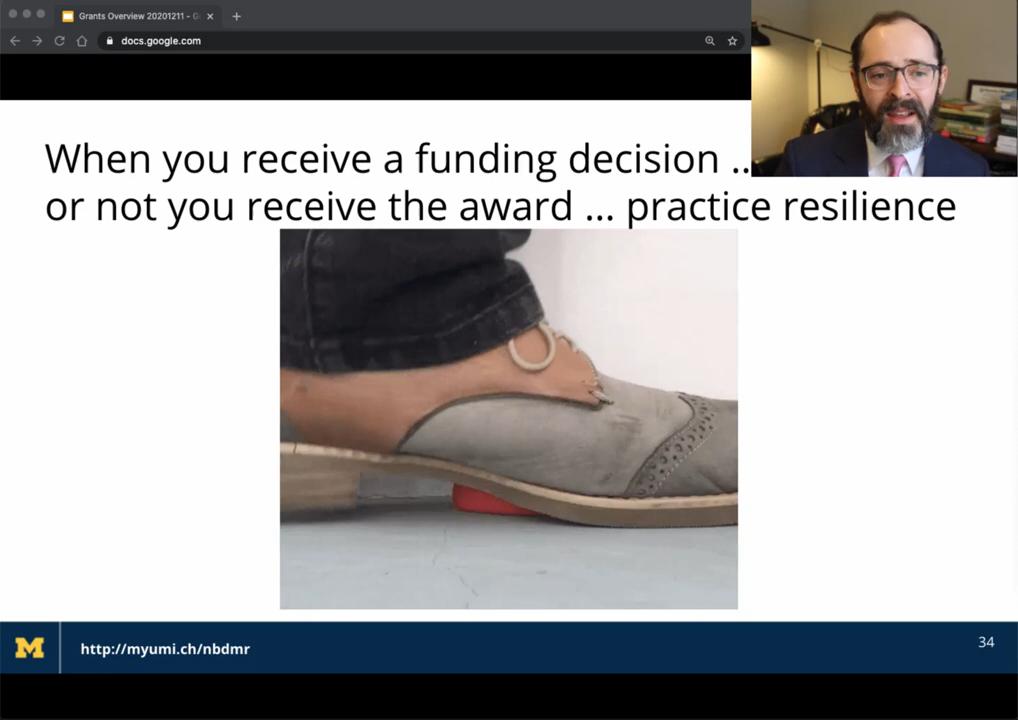 Grants Overview 20201211 - G
docs.google.com
When you receive a funding decision ..
or not you receive the award ... practice resilience
M
http://myumi.ch/nbdmr
34